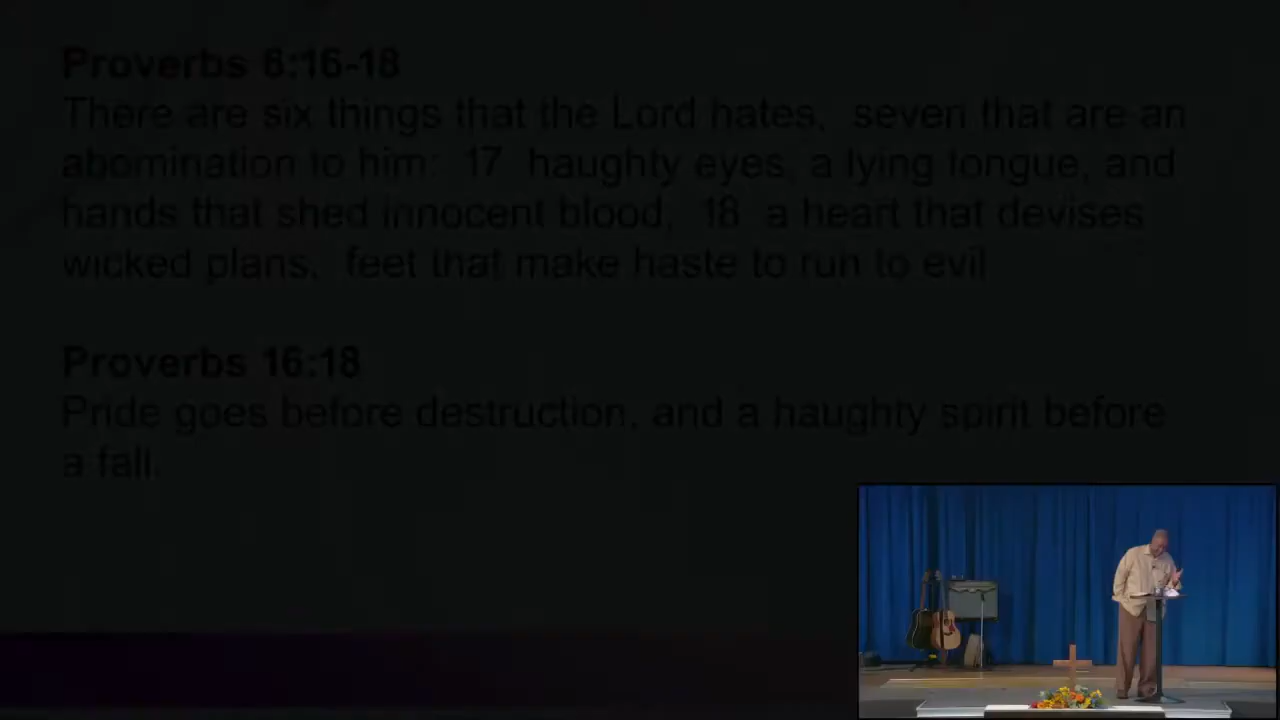 Proverbs 6:16-18
There are six things that the Lord hates, seven that are an
abomination to him: 17 haughty eyes, a lying tongue, and
hands that shed innocent blood, 18 a heart that devises
wicked plans, feet that make haste to run to evil
Proverbs 16:18
Pride goes before destruction, and a haughty spirit before
a fall.